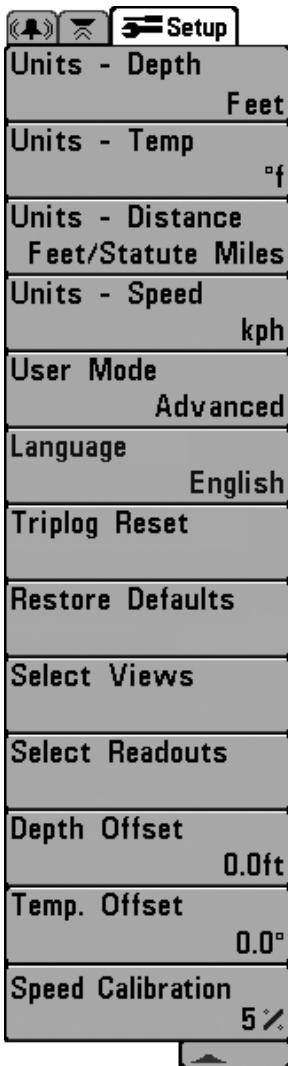 Setup
Units - Depth
Feet
Units - Temp
°f
Units - Distance
Feet/Statute Miles
Units - Speed
kph
User Mode
Advanced
Language
English
Triplog Reset
Restore Defaults
Select Views
Select Readouts
Depth Offset
0.0ft
Temp. Offset
0.0°
Speed Calibration
5%